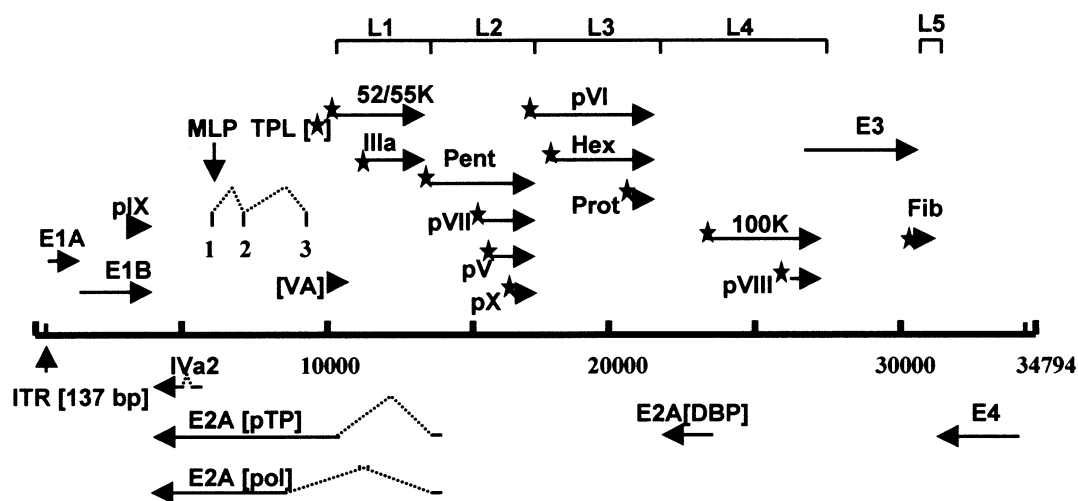 L1 L2 L3 L4 L5
52/55K pVI
MLP TPL [★] E3
IIIa Hex
Pent
pIX Prot Fib
pVII 100K
E1A 1 2 3
E1B [VA] pV pVIII
pX
10000 20000 30000 34794
IVa2
ITR [137 bp]
E2A [pTP] E2A[DBP] E4
E2A [pol]